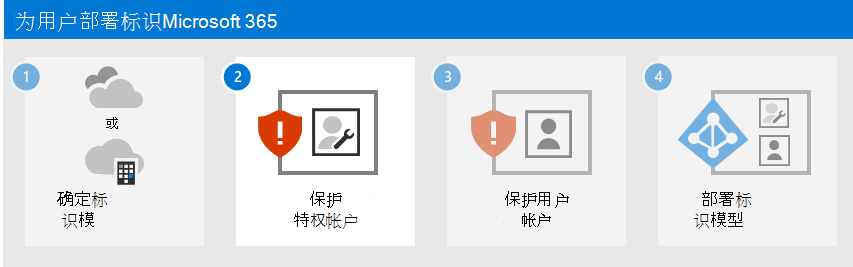 为用户部署标识Microsoft 365
1
或
确定标
识模
2
保护
特权帐户
3
保护用户
帐户
4
部署标
识模型